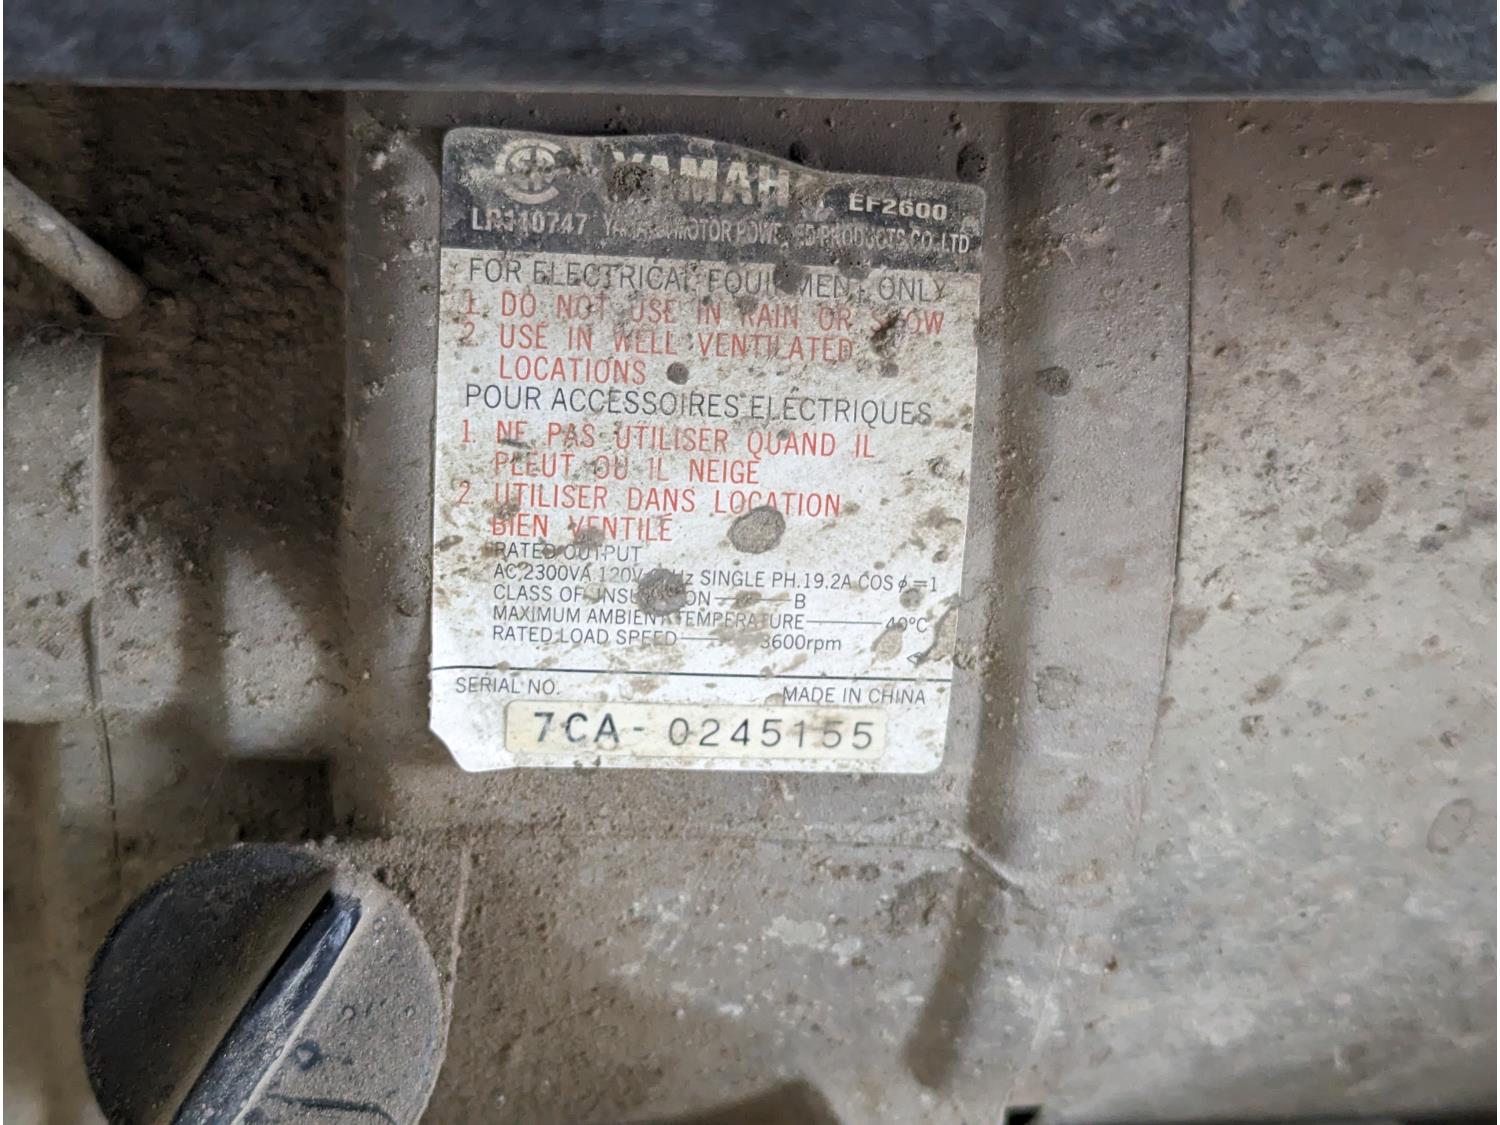 YAMAHA EF2600
LR110747 YAMAHA MOTOR POWERED PRODUCTS CO.,LTD
FOR ELECTRICAL EQUIPMENT ONLY
1. DO NOT USE IN RAIN OR SNOW
2. USE IN WELL VENTILATED
LOCATIONS
POUR ACCESSOIRES ÉLECTRIQUES
1. NE PAS UTILISER QUAND IL
PLEUT OU IL NEIGE
2. UTILISER DANS LOCATION
BIEN VENTILÉ
RATED OUTPUT
AC,2300VA 120V 60Hz SINGLE PH.19.2A COS ϕ=1
CLASS OF INSULATION B
MAXIMUM AMBIENT TEMPERATURE 40°C
RATED LOAD SPEED 3600rpm
SERIAL NO. MADE IN CHINA
7CA- 0245155